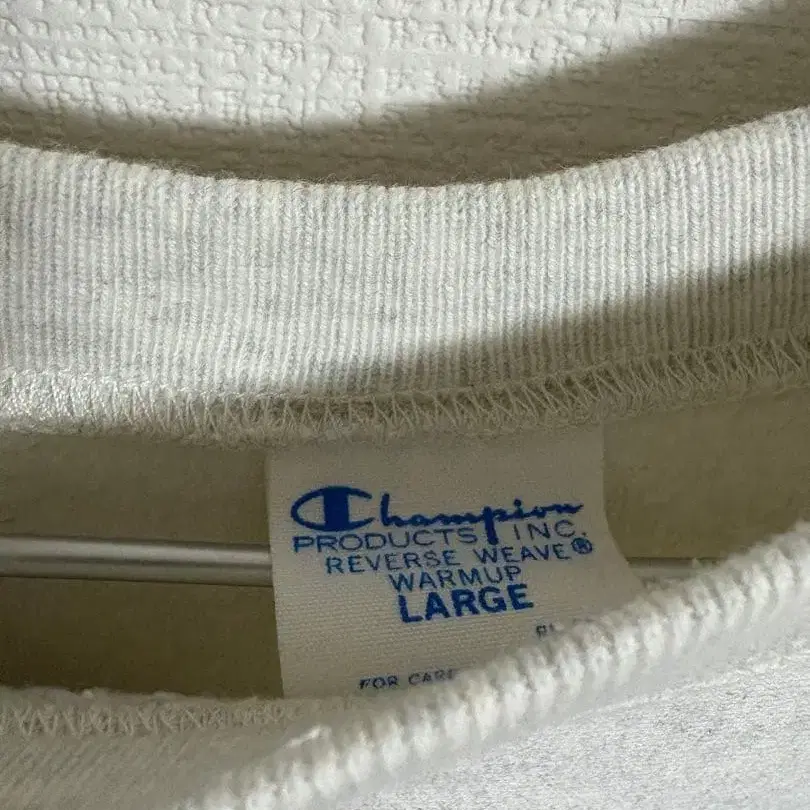 Champion
PRODUCTS INC.
REVERSE WEAVE®
WARMUP
LARGE
FOR CARE